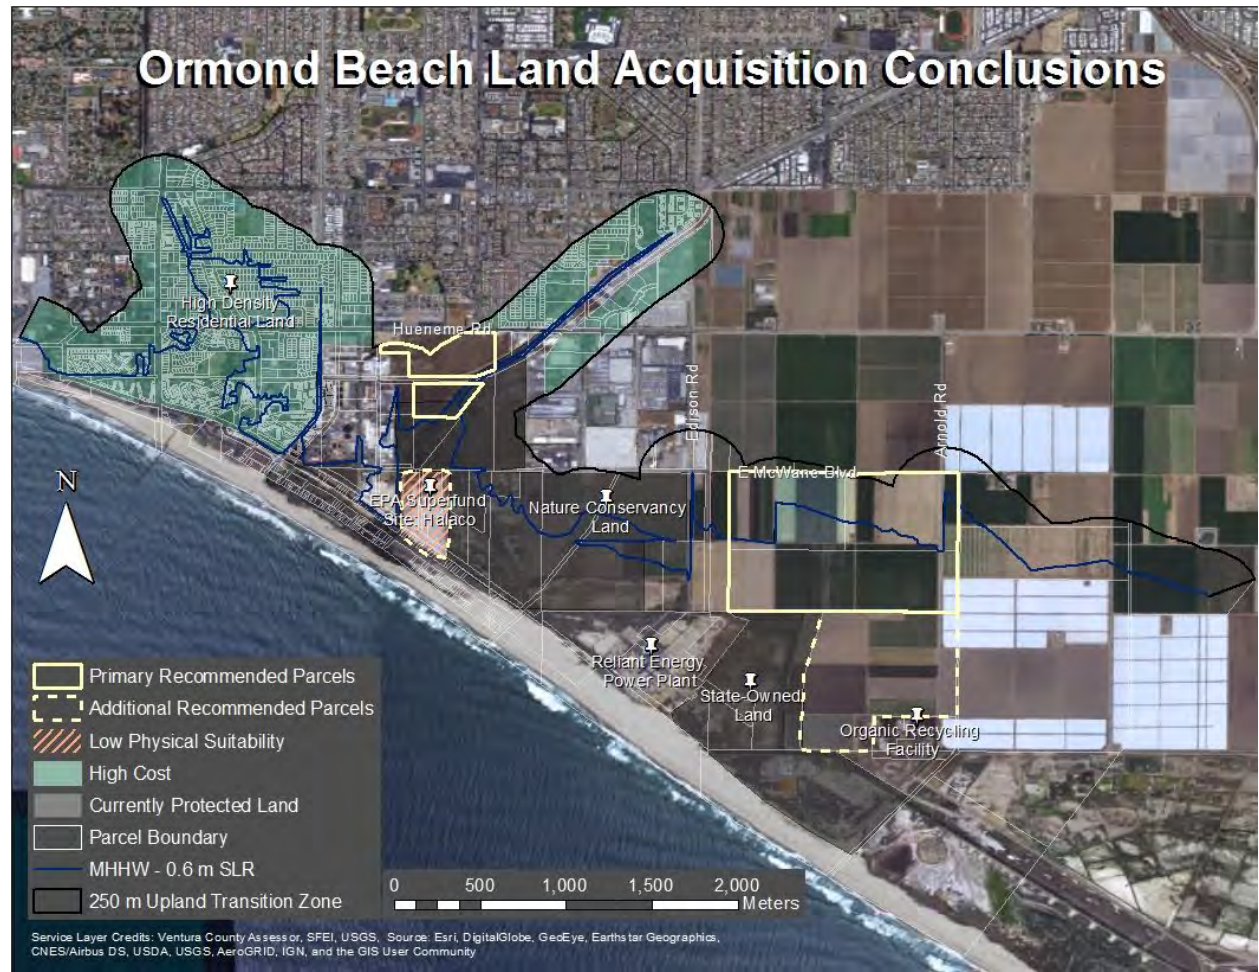 Ormond Beach Land Acquisition Conclusions
High Density
Residential Land
Hueneme Rd
Edison Rd
Arnold Rd
E McWane Blvd
EPA Superfund
Site: Halaco
Nature Conservancy
Land
N
Reliant Energy
Power Plant
State-Owned
Land
Organic Recycling
Facility
Primary Recommended Parcels
Additional Recommended Parcels
Low Physical Suitability
High Cost
Currently Protected Land
Parcel Boundary
MHHW - 0.6 m SLR
250 m Upland Transition Zone
0 500 1,000 1,500 2,000
Meters
Service Layer Credits: Ventura County Assessor, SFEI, USGS, Source: Esri, DigitalGlobe, GeoEye, Earthstar Geographics,
CNES/Airbus DS, USDA, USGS, AeroGRID, IGN, and the GIS User Community